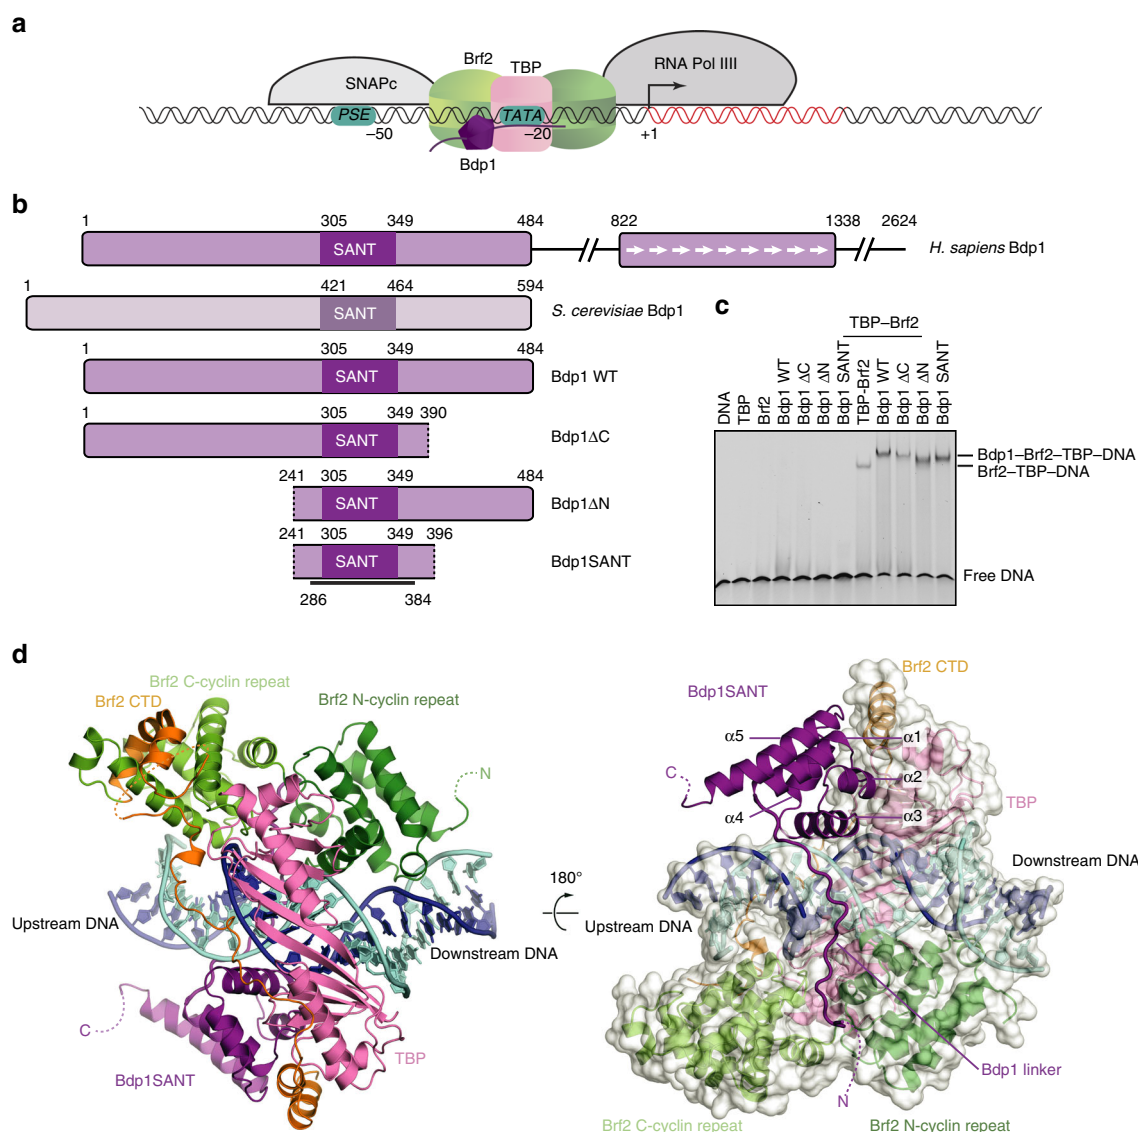 a
Brf2
TBP
RNA Pol IIII
SNAPc
PSE
TATA
–50
–20
+1
Bdp1
b
1 305 349 484 822 1338 2624
SANT
H. sapiens Bdp1
1 421 464 594
SANT
S. cerevisiae Bdp1
1 305 349 484
SANT
Bdp1 WT
1 305 349 390
SANT
Bdp1ΔC
241 305 349 484
SANT
Bdp1ΔN
241 305 349 396
SANT
Bdp1SANT
286 384
c
TBP–Brf2
DNA
TBP
Brf2
Bdp1 WT
Bdp1 ΔC
Bdp1 ΔN
Bdp1 SANT
TBP-Brf2
Bdp1 WT
Bdp1 ΔC
Bdp1 ΔN
Bdp1 SANT
Bdp1–Brf2–TBP–DNA
Brf2–TBP–DNA
Free DNA
d
Brf2 C-cyclin repeat
Brf2 CTD
Brf2 N-cyclin repeat
N
Upstream DNA
Downstream DNA
C
TBP
Bdp1SANT
180°
Brf2 CTD
Bdp1SANT
α5
α1
C
α2
α4
α3
TBP
Downstream DNA
Upstream DNA
Bdp1 linker
N
Brf2 C-cyclin repeat
Brf2 N-cyclin repeat